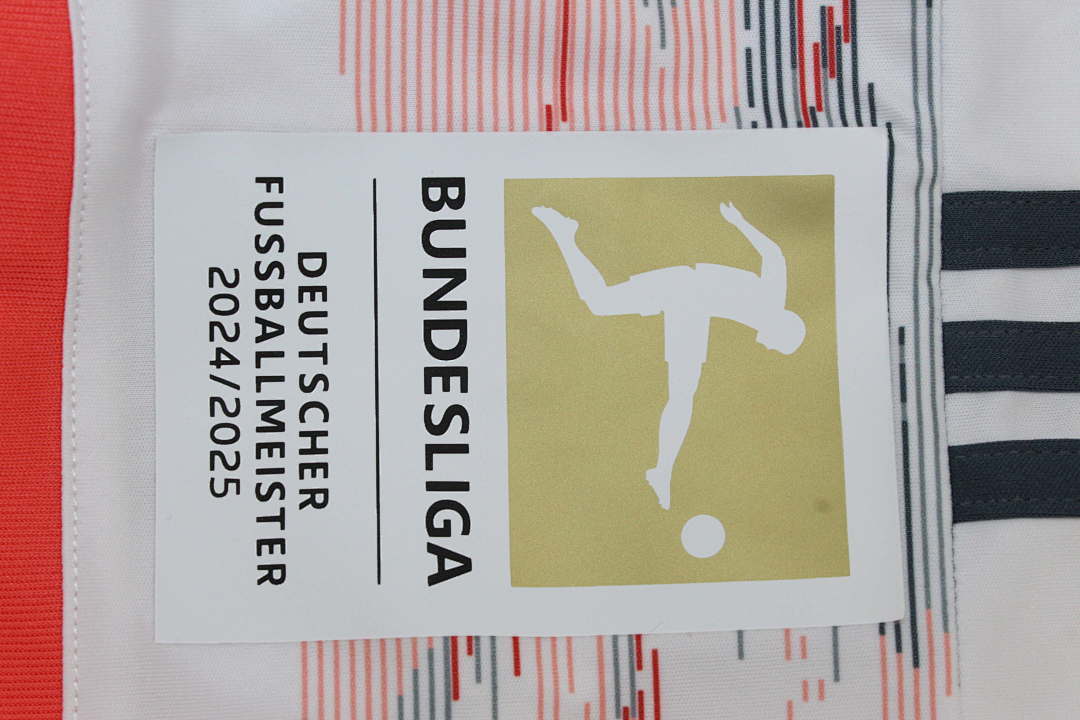 BUNDESLIGA
DEUTSCHER
FUSSBALLMEISTER
2024/2025